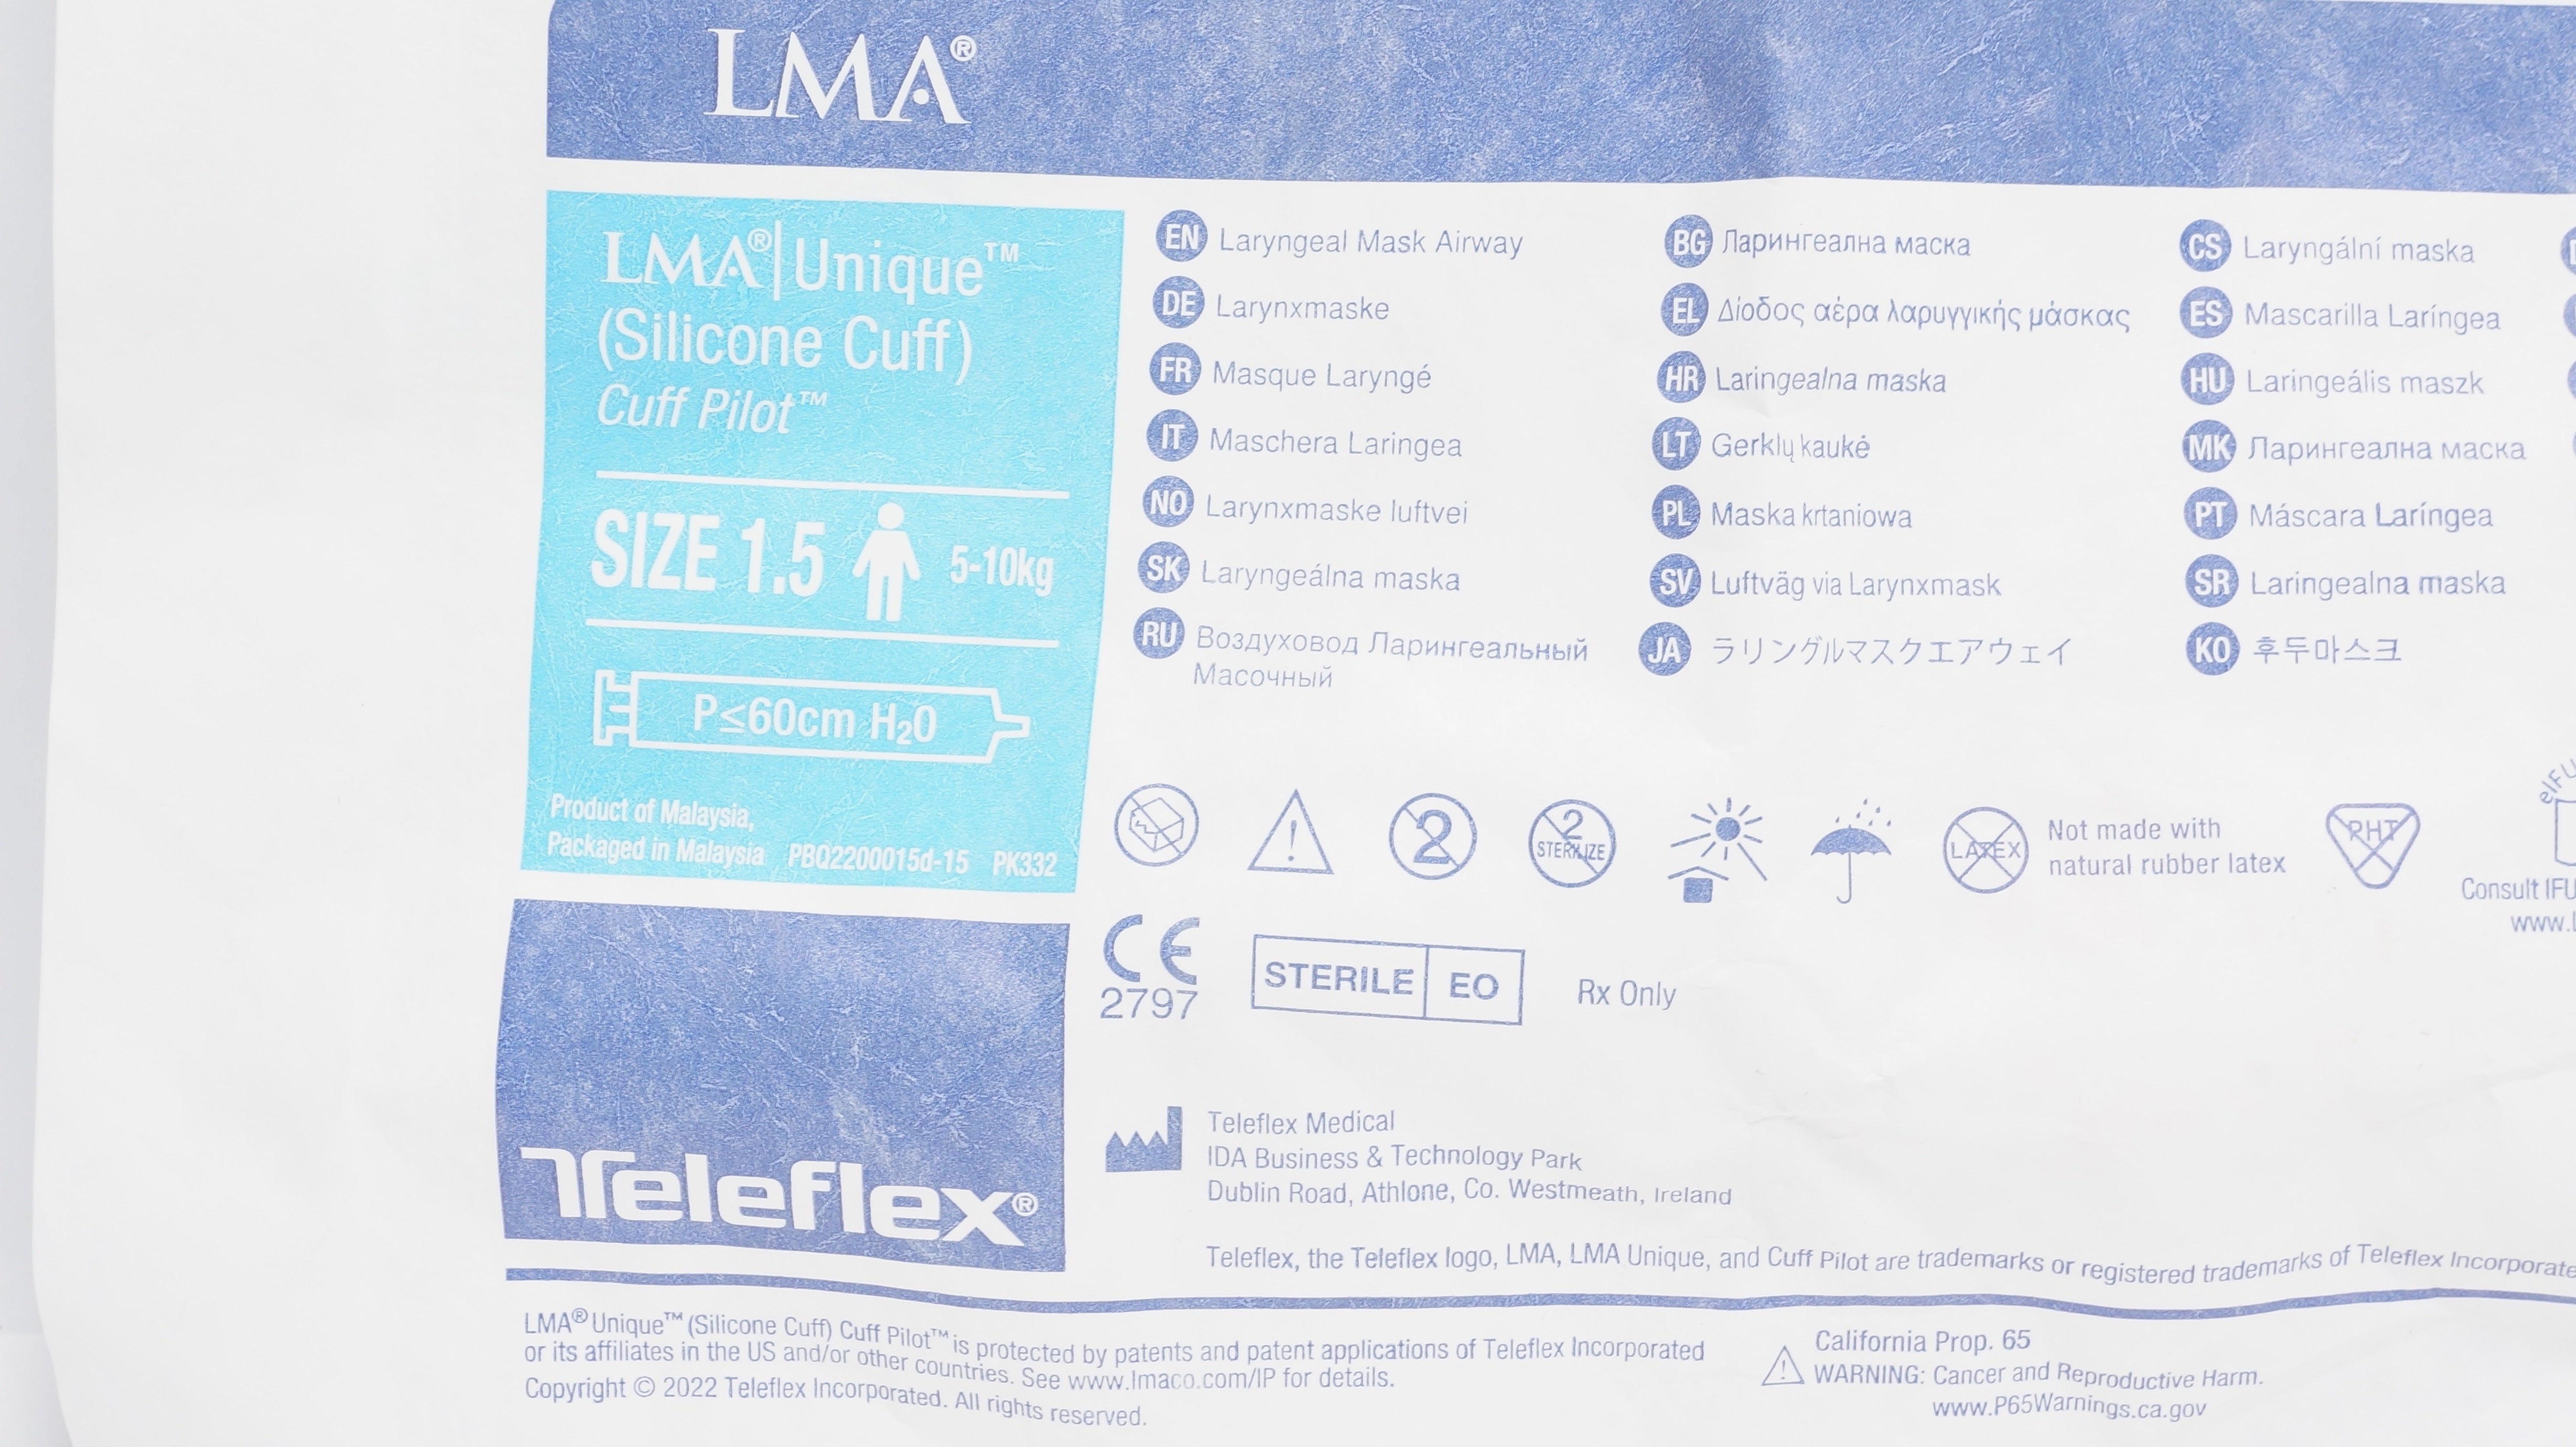 LMA®
LMA® | Unique™
(Silicone Cuff)
Cuff Pilot™
SIZE 1.5 5-10kg
P≤60cm H₂O
Product of Malaysia,
Packaged in Malaysia PBQ2200015d-15 PK332
EN Laryngeal Mask Airway
DE Larynxmaske
FR Masque Laryngé
IT Maschera Laringea
NO Larynxmaske luftvei
SK Laryngeálna maska
RU Воздуховод Ларингеальный
Масочный
BG Ларингеална маска
EL Δίοδος αέρα λαρυγγικής μάσκας
HR Laringealna maska
LT Gerklų kaukė
PL Maska krtaniowa
SV Luftväg via Larynxmask
JA ラリングルマスクエアウェイ
CS Laryngální maska
ES Mascarilla Laríngea
HU Laringeális maszk
MK Ларингеална маска
PT Máscara Laríngea
SR Laringealna maska
KO 후두마스크
2
2
STERILIZE
LATEX
Not made with
natural rubber latex
PHT
eIFU
Consult IFU
www.
CE
2797
STERILE EO
Rx Only
Teleflex®
Teleflex Medical
IDA Business & Technology Park
Dublin Road, Athlone, Co. Westmeath, Ireland
Teleflex, the Teleflex logo, LMA, LMA Unique, and Cuff Pilot are trademarks or registered trademarks of Teleflex Incorporate
LMA® Unique™ (Silicone Cuff) Cuff Pilot™ is protected by patents and patent applications of Teleflex Incorporated
or its affiliates in the US and/or other countries. See www.lmaco.com/IP for details.
Copyright © 2022 Teleflex Incorporated. All rights reserved.
California Prop. 65
WARNING: Cancer and Reproductive Harm.
www.P65Warnings.ca.gov